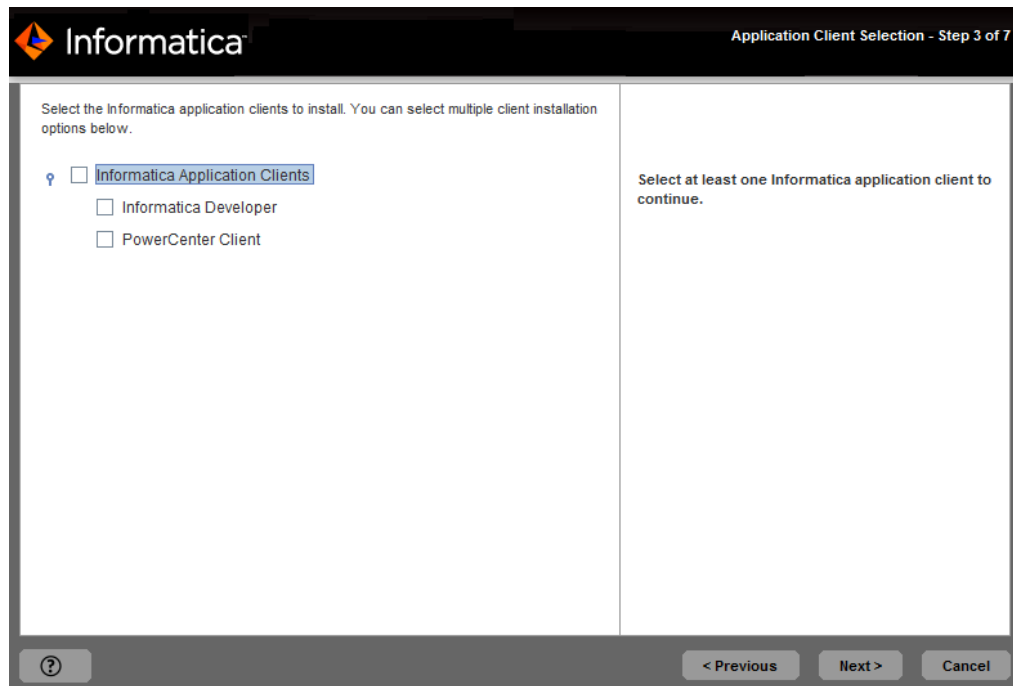 Informatica
Application Client Selection - Step 3 of 7
Select the Informatica application clients to install. You can select multiple client installation
options below.
Informatica Application Clients
Informatica Developer
PowerCenter Client
Select at least one Informatica application client to
continue.
?
< Previous
Next >
Cancel